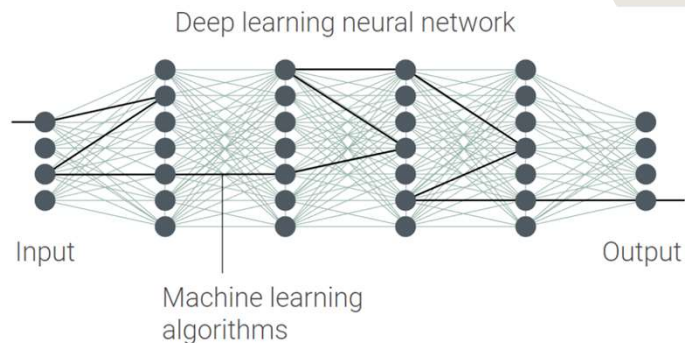 Deep learning neural network
Input
Output
Machine learning
algorithms